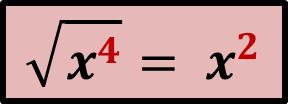 √x⁴ = x²